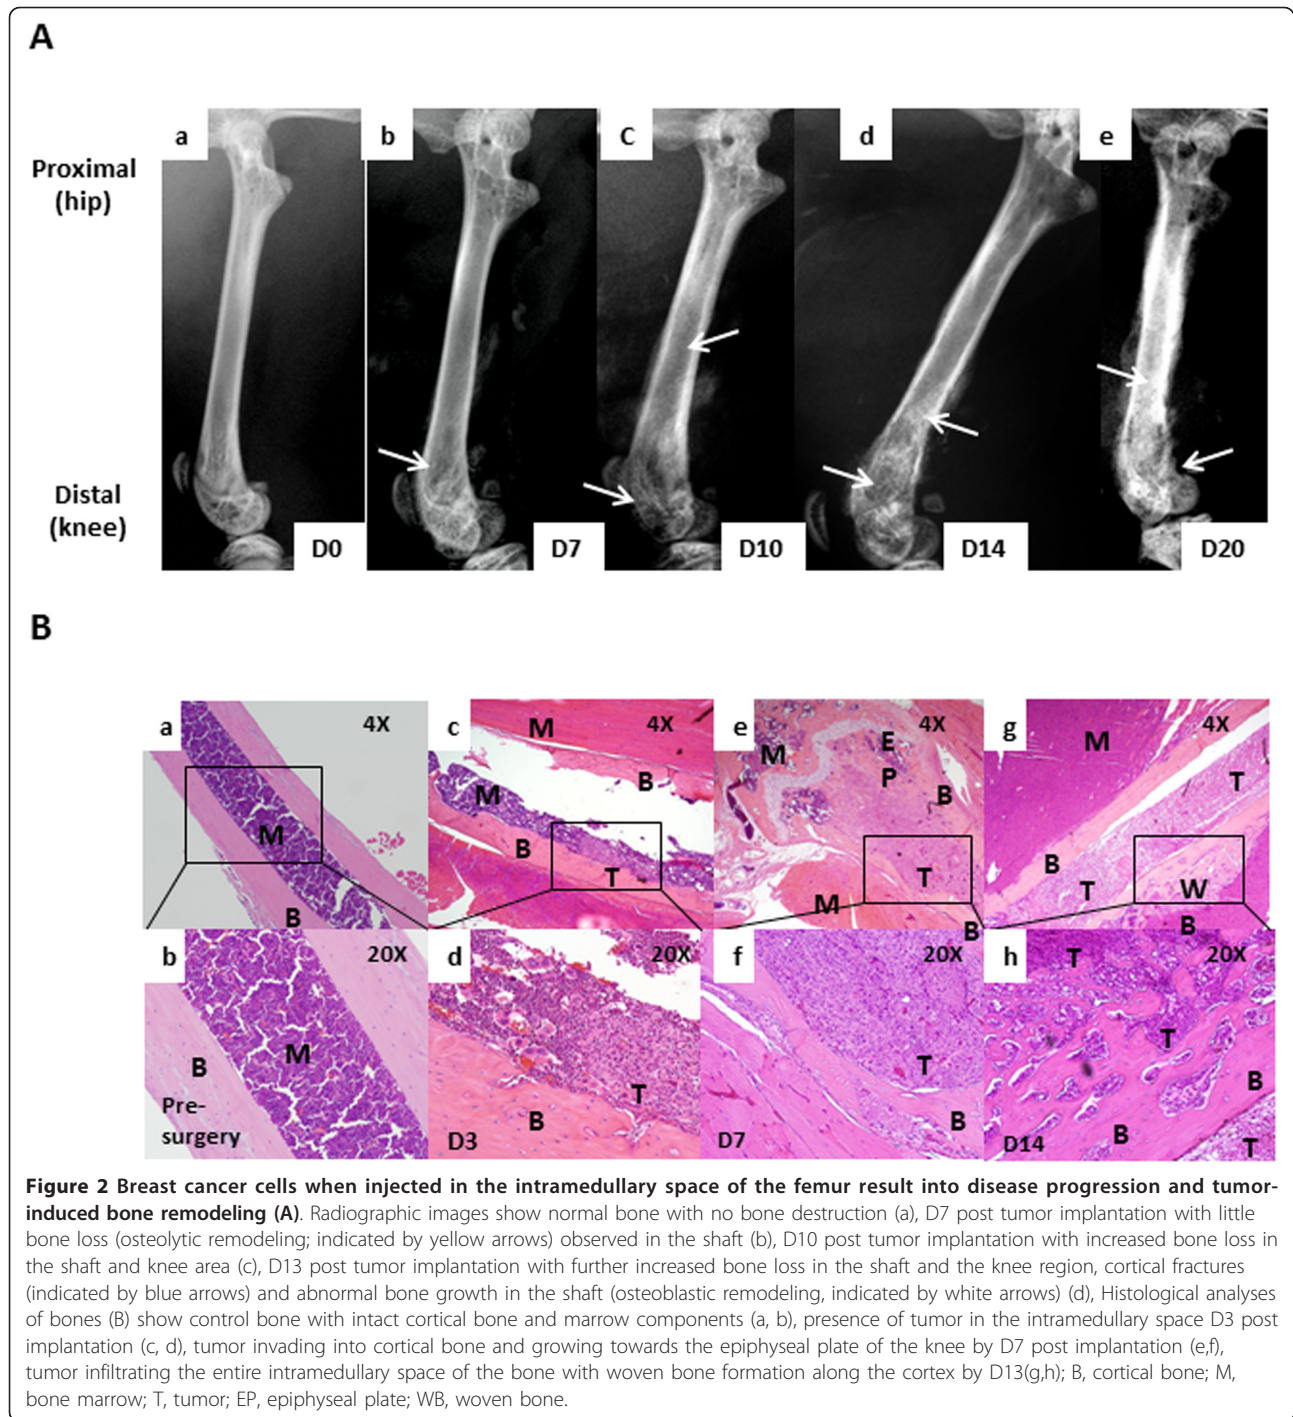 A
a
b
C
d
e
Proximal
(hip)
Distal
(knee)
D0
D7
D10
D14
D20
B
a
4X
M
B
c
M
4X
B
M
B
T
e
4X
M
E
P
B
T
M
B
g
4X
M
T
B
T
W
B
b
20X
M
B
Pre-
surgery
d
20X
T
B
D3
f
20X
T
B
D7
h
20X
T
T
B
B
D14
T
Figure 2 Breast cancer cells when injected in the intramedullary space of the femur result into disease progression and tumor-
induced bone remodeling (A). Radiographic images show normal bone with no bone destruction (a), D7 post tumor implantation with little
bone loss (osteolytic remodeling; indicated by yellow arrows) observed in the shaft (b), D10 post tumor implantation with increased bone loss in
the shaft and knee area (c), D13 post tumor implantation with further increased bone loss in the shaft and the knee region, cortical fractures
(indicated by blue arrows) and abnormal bone growth in the shaft (osteoblastic remodeling, indicated by white arrows) (d), Histological analyses
of bones (B) show control bone with intact cortical bone and marrow components (a, b), presence of tumor in the intramedullary space D3 post
implantation (c, d), tumor invading into cortical bone and growing towards the epiphyseal plate of the knee by D7 post implantation (e,f),
tumor infiltrating the entire intramedullary space of the bone with woven bone formation along the cortex by D13(g,h); B, cortical bone; M,
bone marrow; T, tumor; EP, epiphyseal plate; WB, woven bone.